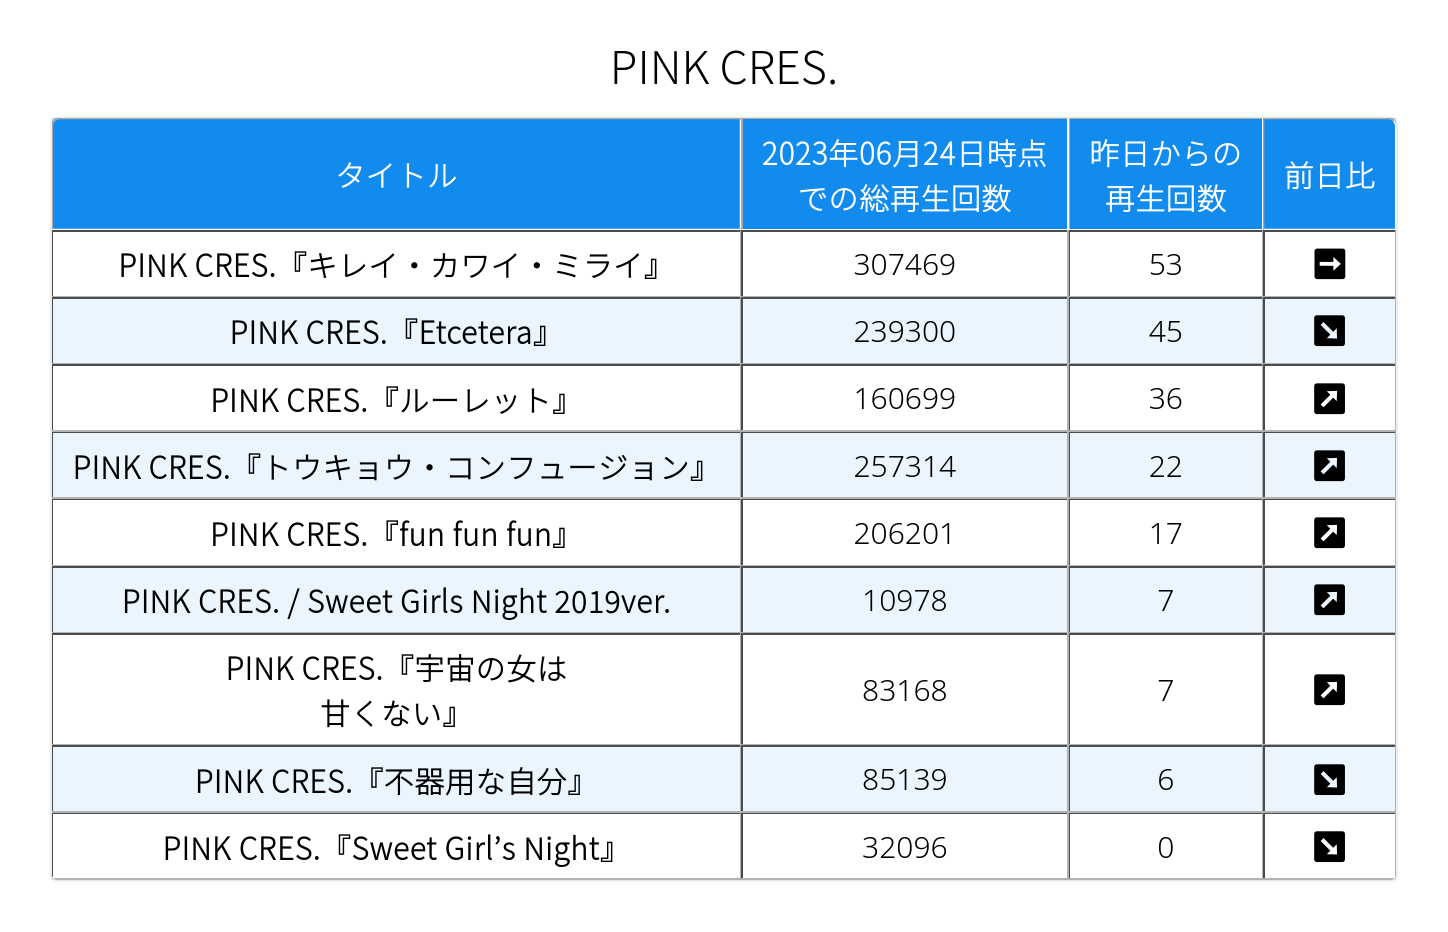 PINK CRES.
タイトル
2023年06月24日時点
での総再生回数
昨日からの
再生回数
前日比
PINK CRES.『キレイ・カワイ・ミライ』 307469 53 ➡
PINK CRES.『Etcetera』 239300 45 ↘
PINK CRES.『ルーレット』 160699 36 ↗
PINK CRES.『トウキョウ・コンフュージョン』 257314 22 ↗
PINK CRES.『fun fun fun』 206201 17 ↗
PINK CRES. / Sweet Girls Night 2019ver. 10978 7 ↗
PINK CRES.『宇宙の女は
甘くない』 83168 7 ↗
PINK CRES.『不器用な自分』 85139 6 ↘
PINK CRES.『Sweet Girl’s Night』 32096 0 ↘